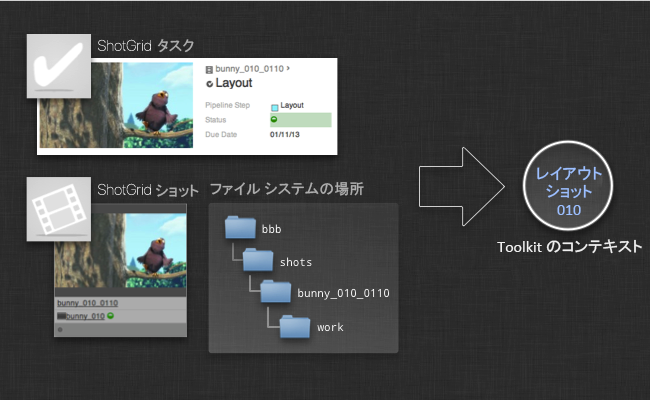 ShotGrid タスク
bunny_010_0110 ›
Layout
Pipeline Step Layout
Status
Due Date 01/11/13
ShotGrid ショット
bunny_010_0110
bunny_010
ファイル システムの場所
bbb
shots
bunny_010_0110
work
レイアウト
ショット
010
Toolkit のコンテキスト